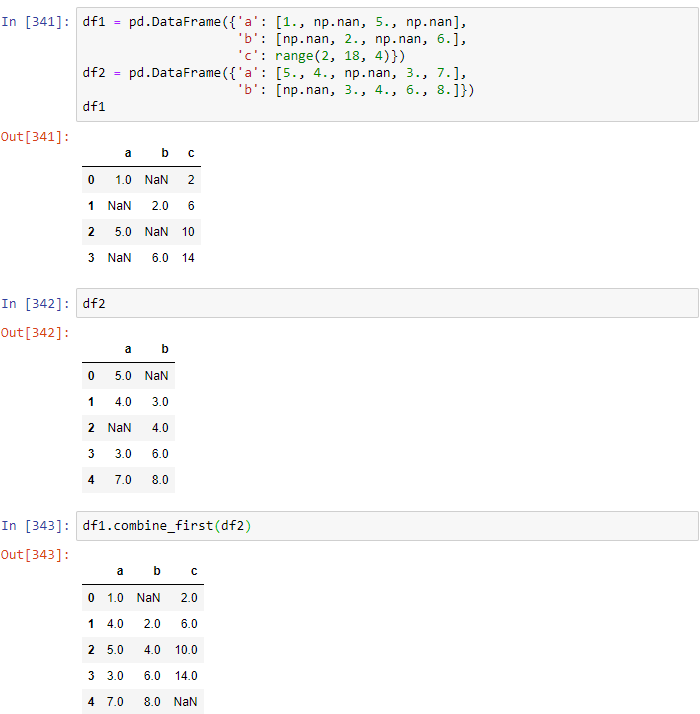 In [341]: df1 = pd.DataFrame({'a': [1., np.nan, 5., np.nan],
'b': [np.nan, 2., np.nan, 6.],
'c': range(2, 18, 4)})
df2 = pd.DataFrame({'a': [5., 4., np.nan, 3., 7.],
'b': [np.nan, 3., 4., 6., 8.]})
df1
Out[341]:
a b c
0 1.0 NaN 2
1 NaN 2.0 6
2 5.0 NaN 10
3 NaN 6.0 14
In [342]: df2
Out[342]:
a b
0 5.0 NaN
1 4.0 3.0
2 NaN 4.0
3 3.0 6.0
4 7.0 8.0
In [343]: df1.combine_first(df2)
Out[343]:
a b c
0 1.0 NaN 2.0
1 4.0 2.0 6.0
2 5.0 4.0 10.0
3 3.0 6.0 14.0
4 7.0 8.0 NaN